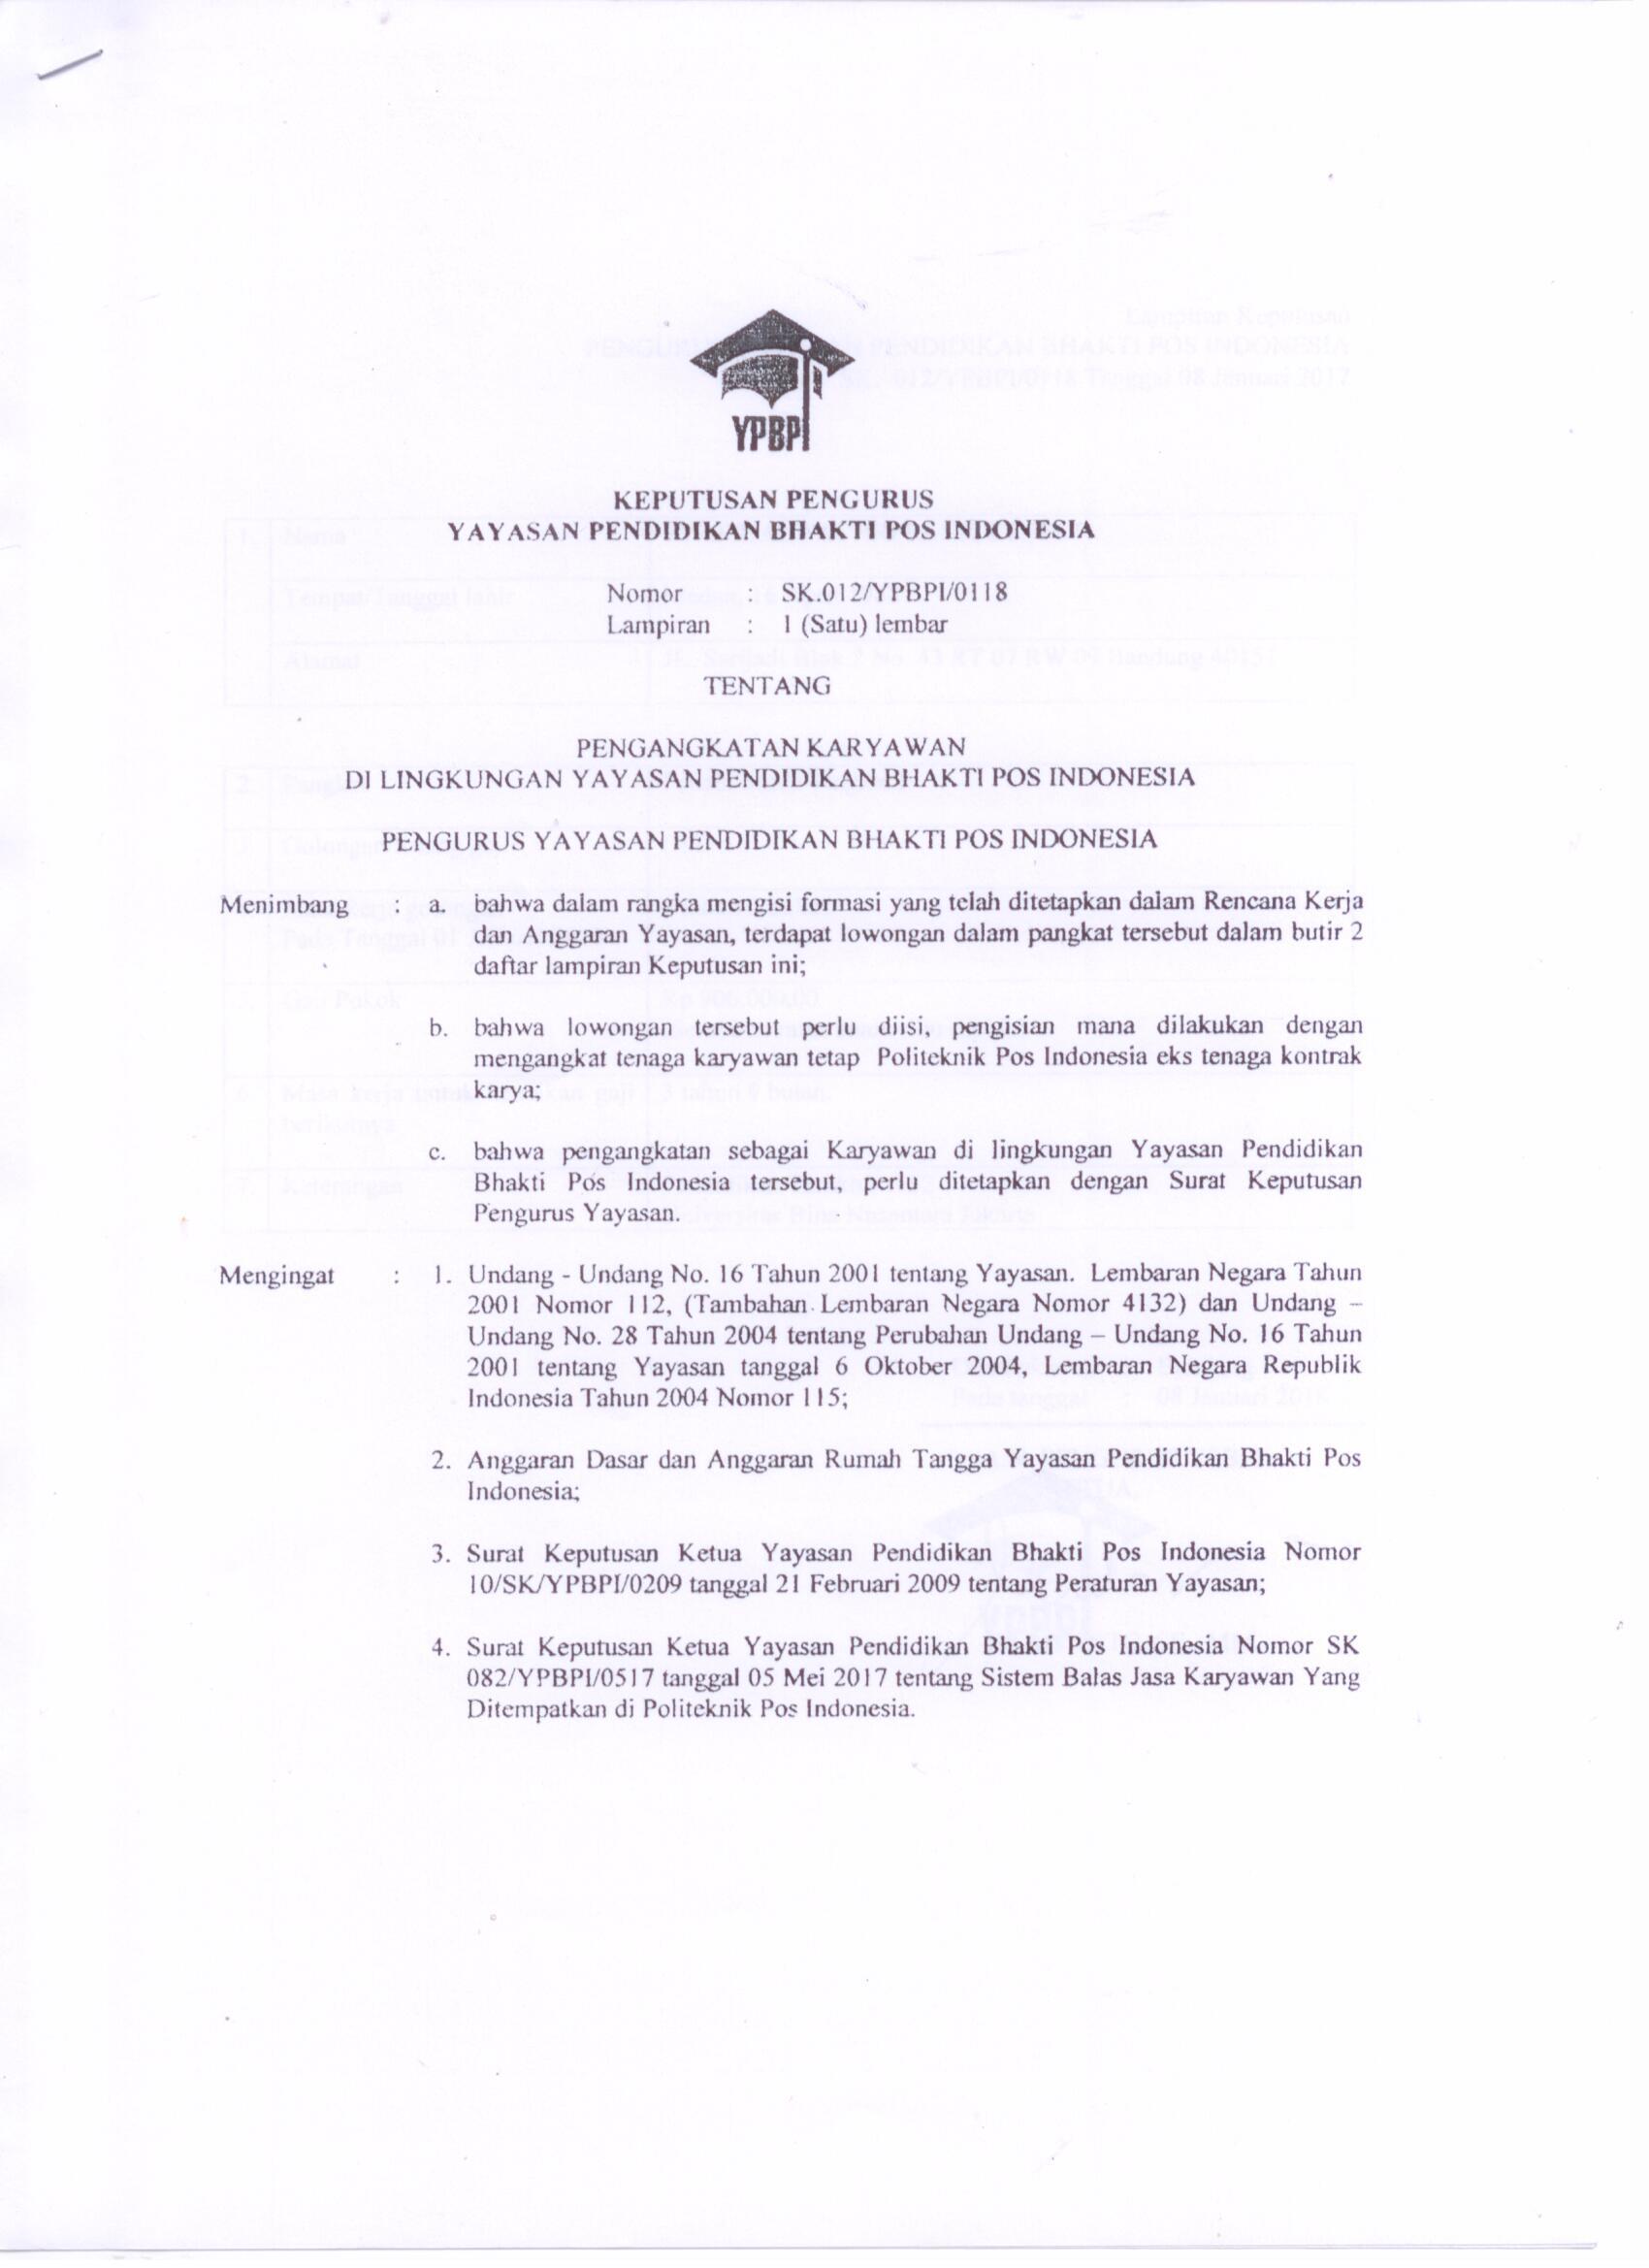 YPBPI
KEPUTUSAN PENGURUS
YAYASAN PENDIDIKAN BHAKTI POS INDONESIA
Nomor : SK.012/YPBPI/0118
Lampiran : 1 (Satu) lembar
TENTANG
PENGANGKATAN KARYAWAN
DI LINGKUNGAN YAYASAN PENDIDIKAN BHAKTI POS INDONESIA
PENGURUS YAYASAN PENDIDIKAN BHAKTI POS INDONESIA
Menimbang : a. bahwa dalam rangka mengisi formasi yang telah ditetapkan dalam Rencana Kerja
dan Anggaran Yayasan, terdapat lowongan dalam pangkat tersebut dalam butir 2
daftar lampiran Keputusan ini;
b. bahwa lowongan tersebut perlu diisi, pengisian mana dilakukan dengan
mengangkat tenaga karyawan tetap Politeknik Pos Indonesia eks tenaga kontrak
karya;
c. bahwa pengangkatan sebagai Karyawan di lingkungan Yayasan Pendidikan
Bhakti Pos Indonesia tersebut, perlu ditetapkan dengan Surat Keputusan
Pengurus Yayasan.
Mengingat : 1. Undang - Undang No. 16 Tahun 2001 tentang Yayasan. Lembaran Negara Tahun
2001 Nomor 112, (Tambahan Lembaran Negara Nomor 4132) dan Undang –
Undang No. 28 Tahun 2004 tentang Perubahan Undang – Undang No. 16 Tahun
2001 tentang Yayasan tanggal 6 Oktober 2004, Lembaran Negara Republik
Indonesia Tahun 2004 Nomor 115;
2. Anggaran Dasar dan Anggaran Rumah Tangga Yayasan Pendidikan Bhakti Pos
Indonesia;
3. Surat Keputusan Ketua Yayasan Pendidikan Bhakti Pos Indonesia Nomor
10/SK/YPBPI/0209 tanggal 21 Februari 2009 tentang Peraturan Yayasan;
4. Surat Keputusan Ketua Yayasan Pendidikan Bhakti Pos Indonesia Nomor SK
082/YPBPI/0517 tanggal 05 Mei 2017 tentang Sistem Balas Jasa Karyawan Yang
Ditempatkan di Politeknik Pos Indonesia.